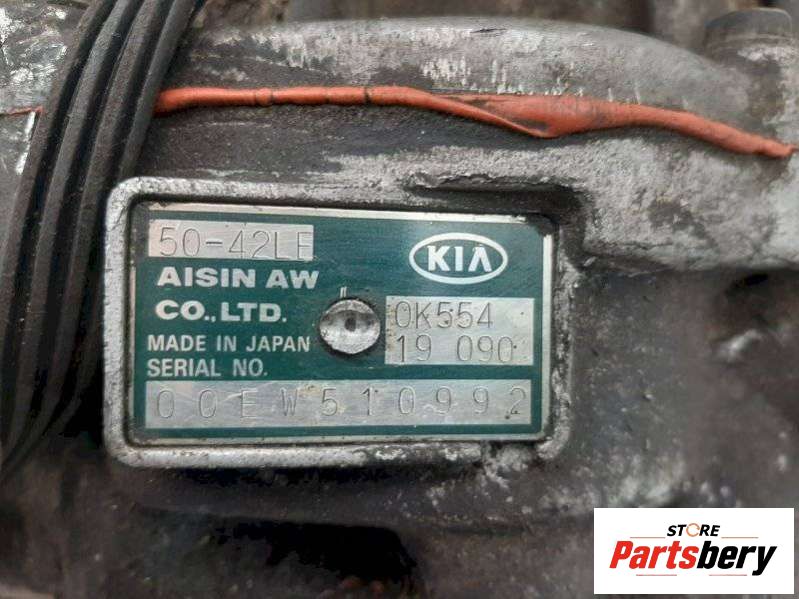 50-42LE
KIA
AISIN AW
CO.,LTD.
0K554
MADE IN JAPAN
19 090
SERIAL NO.
00EW510992
STORE
Partsbery